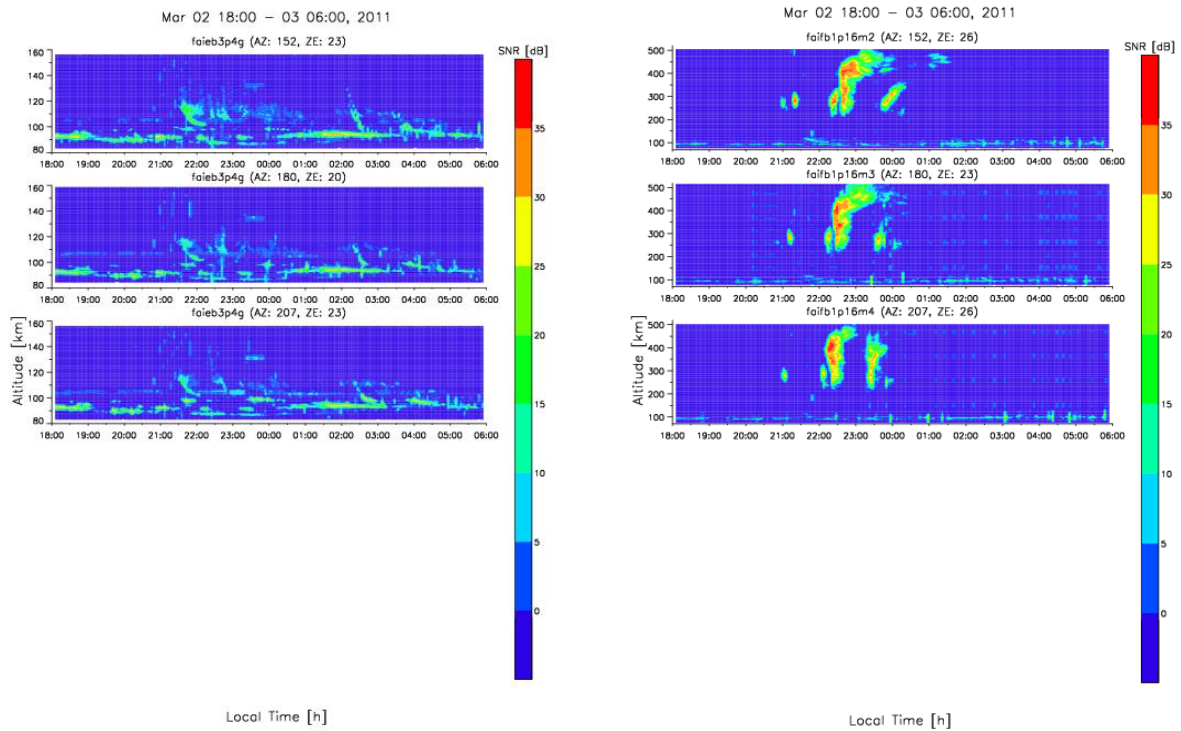 Mar 02 18:00 – 03 06:00, 2011
faieb3p4g (AZ: 152, ZE: 23)
SNR [dB]
160
140
120
100
80
18:00 19:00 20:00 21:00 22:00 23:00 00:00 01:00 02:00 03:00 04:00 05:00 06:00
faieb3p4g (AZ: 180, ZE: 20)
160
140
120
100
80
18:00 19:00 20:00 21:00 22:00 23:00 00:00 01:00 02:00 03:00 04:00 05:00 06:00
faieb3p4g (AZ: 207, ZE: 23)
160
140
120
100
80
18:00 19:00 20:00 21:00 22:00 23:00 00:00 01:00 02:00 03:00 04:00 05:00 06:00
Altitude [km]
35
30
25
20
15
10
5
0
Local Time [h]
Mar 02 18:00 – 03 06:00, 2011
faifb1p16m2 (AZ: 152, ZE: 26)
SNR [dB]
500
400
300
200
100
18:00 19:00 20:00 21:00 22:00 23:00 00:00 01:00 02:00 03:00 04:00 05:00 06:00
faifb1p16m3 (AZ: 180, ZE: 23)
500
400
300
200
100
18:00 19:00 20:00 21:00 22:00 23:00 00:00 01:00 02:00 03:00 04:00 05:00 06:00
faifb1p16m4 (AZ: 207, ZE: 26)
500
400
300
200
100
18:00 19:00 20:00 21:00 22:00 23:00 00:00 01:00 02:00 03:00 04:00 05:00 06:00
Altitude [km]
35
30
25
20
15
10
5
0
Local Time [h]